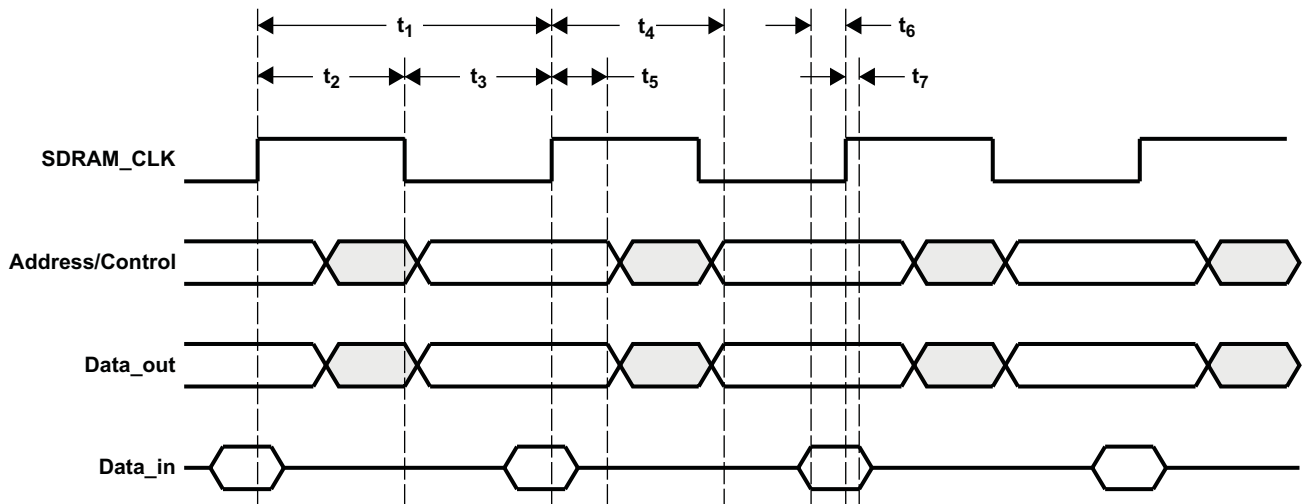 t1
t4
t6
t2
t3
t5
t7
SDRAM_CLK
Address/Control
Data_out
Data_in